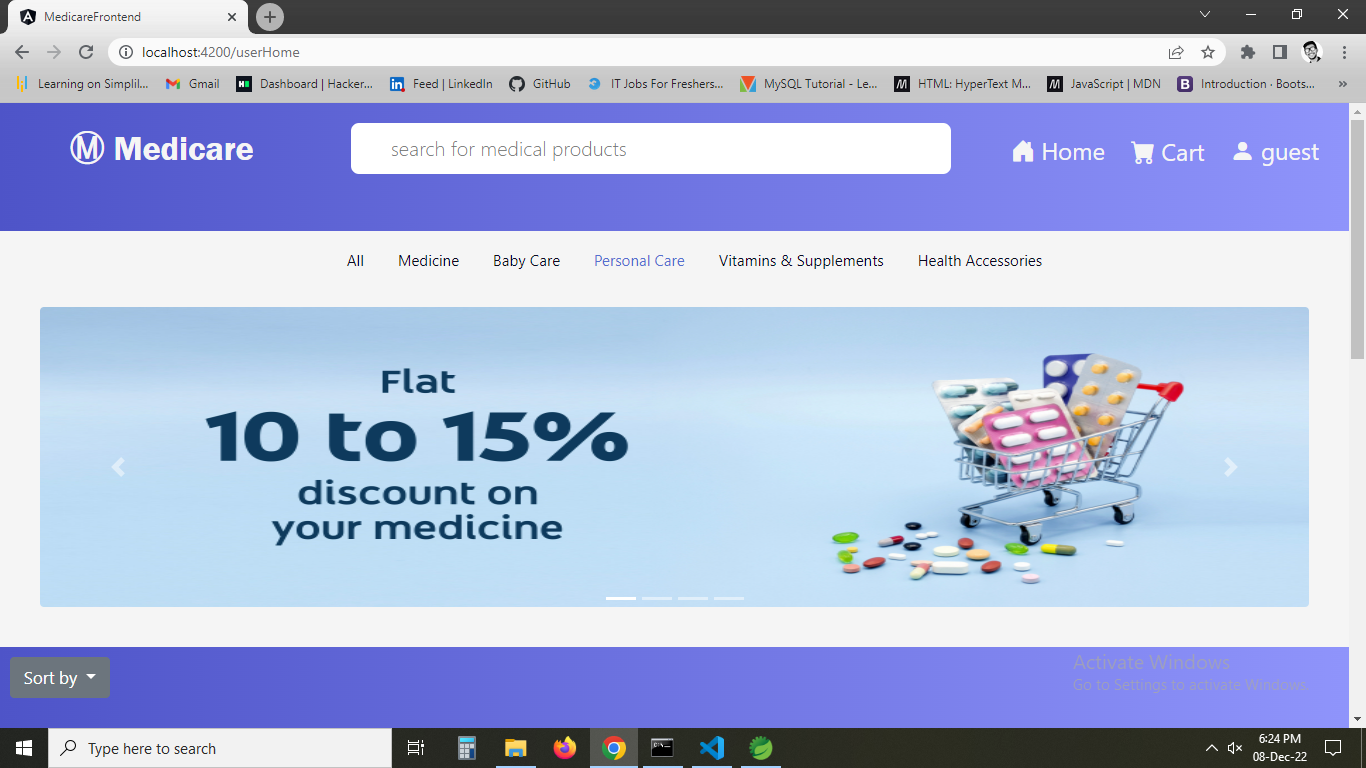 MedicareFrontend
localhost:4200/userHome
Learning on Simplil... Gmail Dashboard | Hacker... Feed | LinkedIn GitHub IT Jobs For Freshers... MySQL Tutorial - Le... HTML: HyperText M... JavaScript | MDN Introduction · Boots... »
M Medicare
search for medical products
Home Cart guest
All Medicine Baby Care Personal Care Vitamins & Supplements Health Accessories
Flat
10 to 15%
discount on
your medicine
Sort by
Activate Windows
Go to Settings to activate Windows.
Type here to search
6:24 PM
08-Dec-22